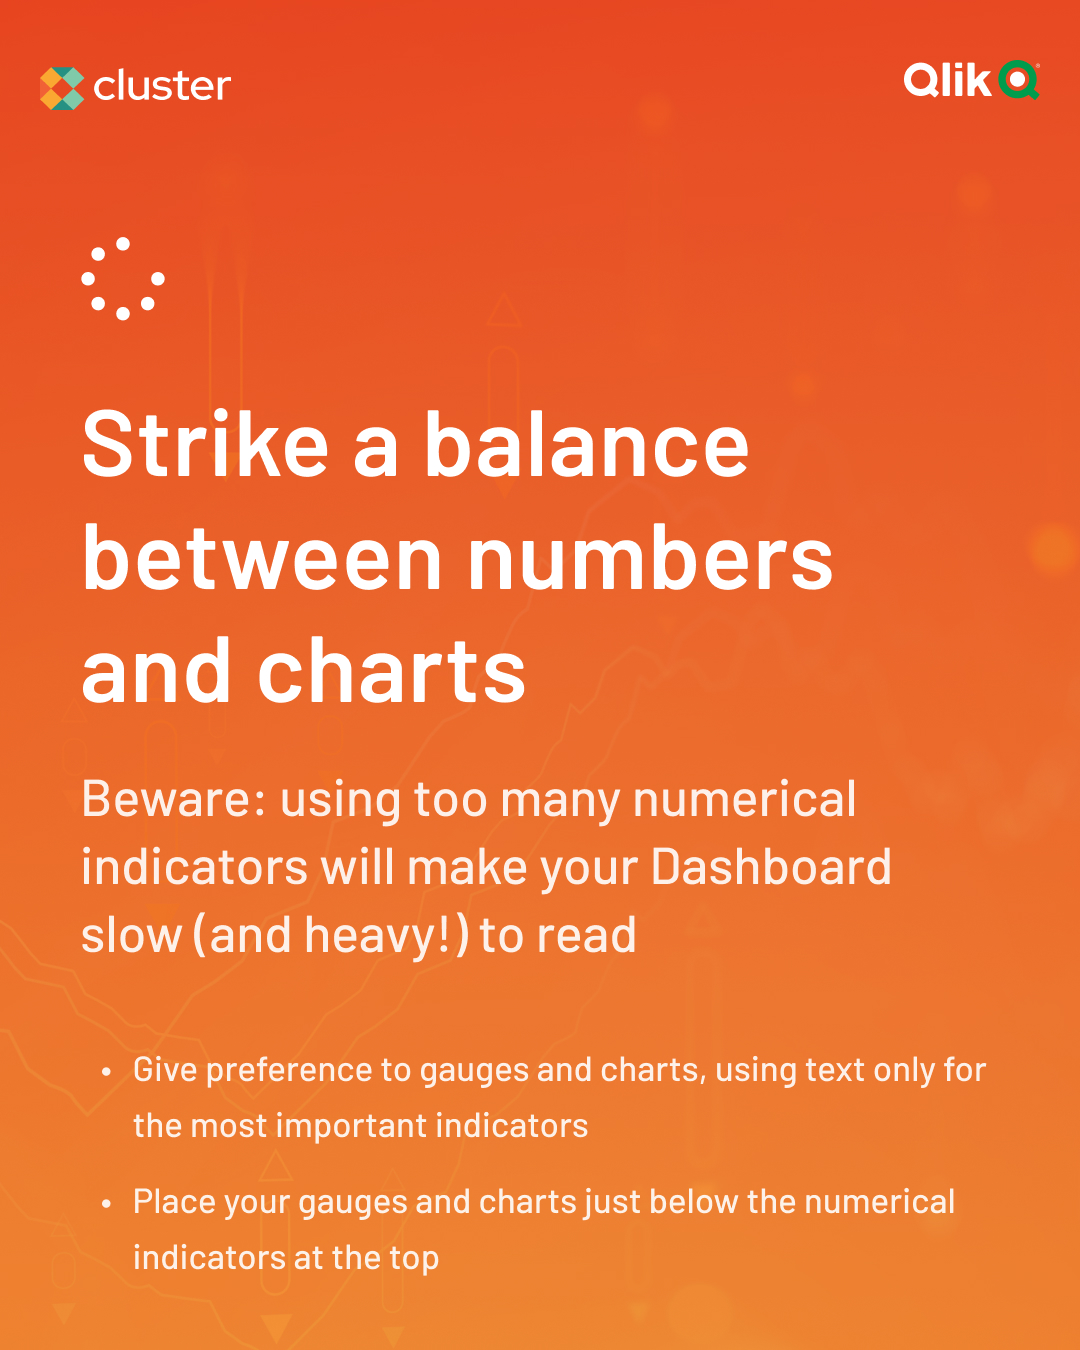 cluster
Qlik
Strike a balance
between numbers
and charts
Beware: using too many numerical
indicators will make your Dashboard
slow (and heavy!) to read
• Give preference to gauges and charts, using text only for
the most important indicators
• Place your gauges and charts just below the numerical
indicators at the top